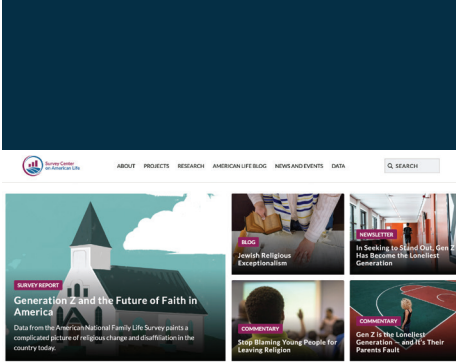 Survey Center
on American Life
ABOUT PROJECTS RESEARCH AMERICAN LIFE BLOG NEWS AND EVENTS DATA
SEARCH
SURVEY REPORT
Generation Z and the Future of Faith in
America
Data from the American National Family Life Survey paints a
complicated picture of religious change and disaffiliation in the
country today.
BLOG
Jewish Religious
Exceptionalism
NEWSLETTER
In Seeking to Stand Out, Gen Z
Has Become the Loneliest
Generation
COMMENTARY
Stop Blaming Young People for
Leaving Religion
COMMENTARY
Gen Z is the Loneliest
Generation — and It's Their
Parents Fault